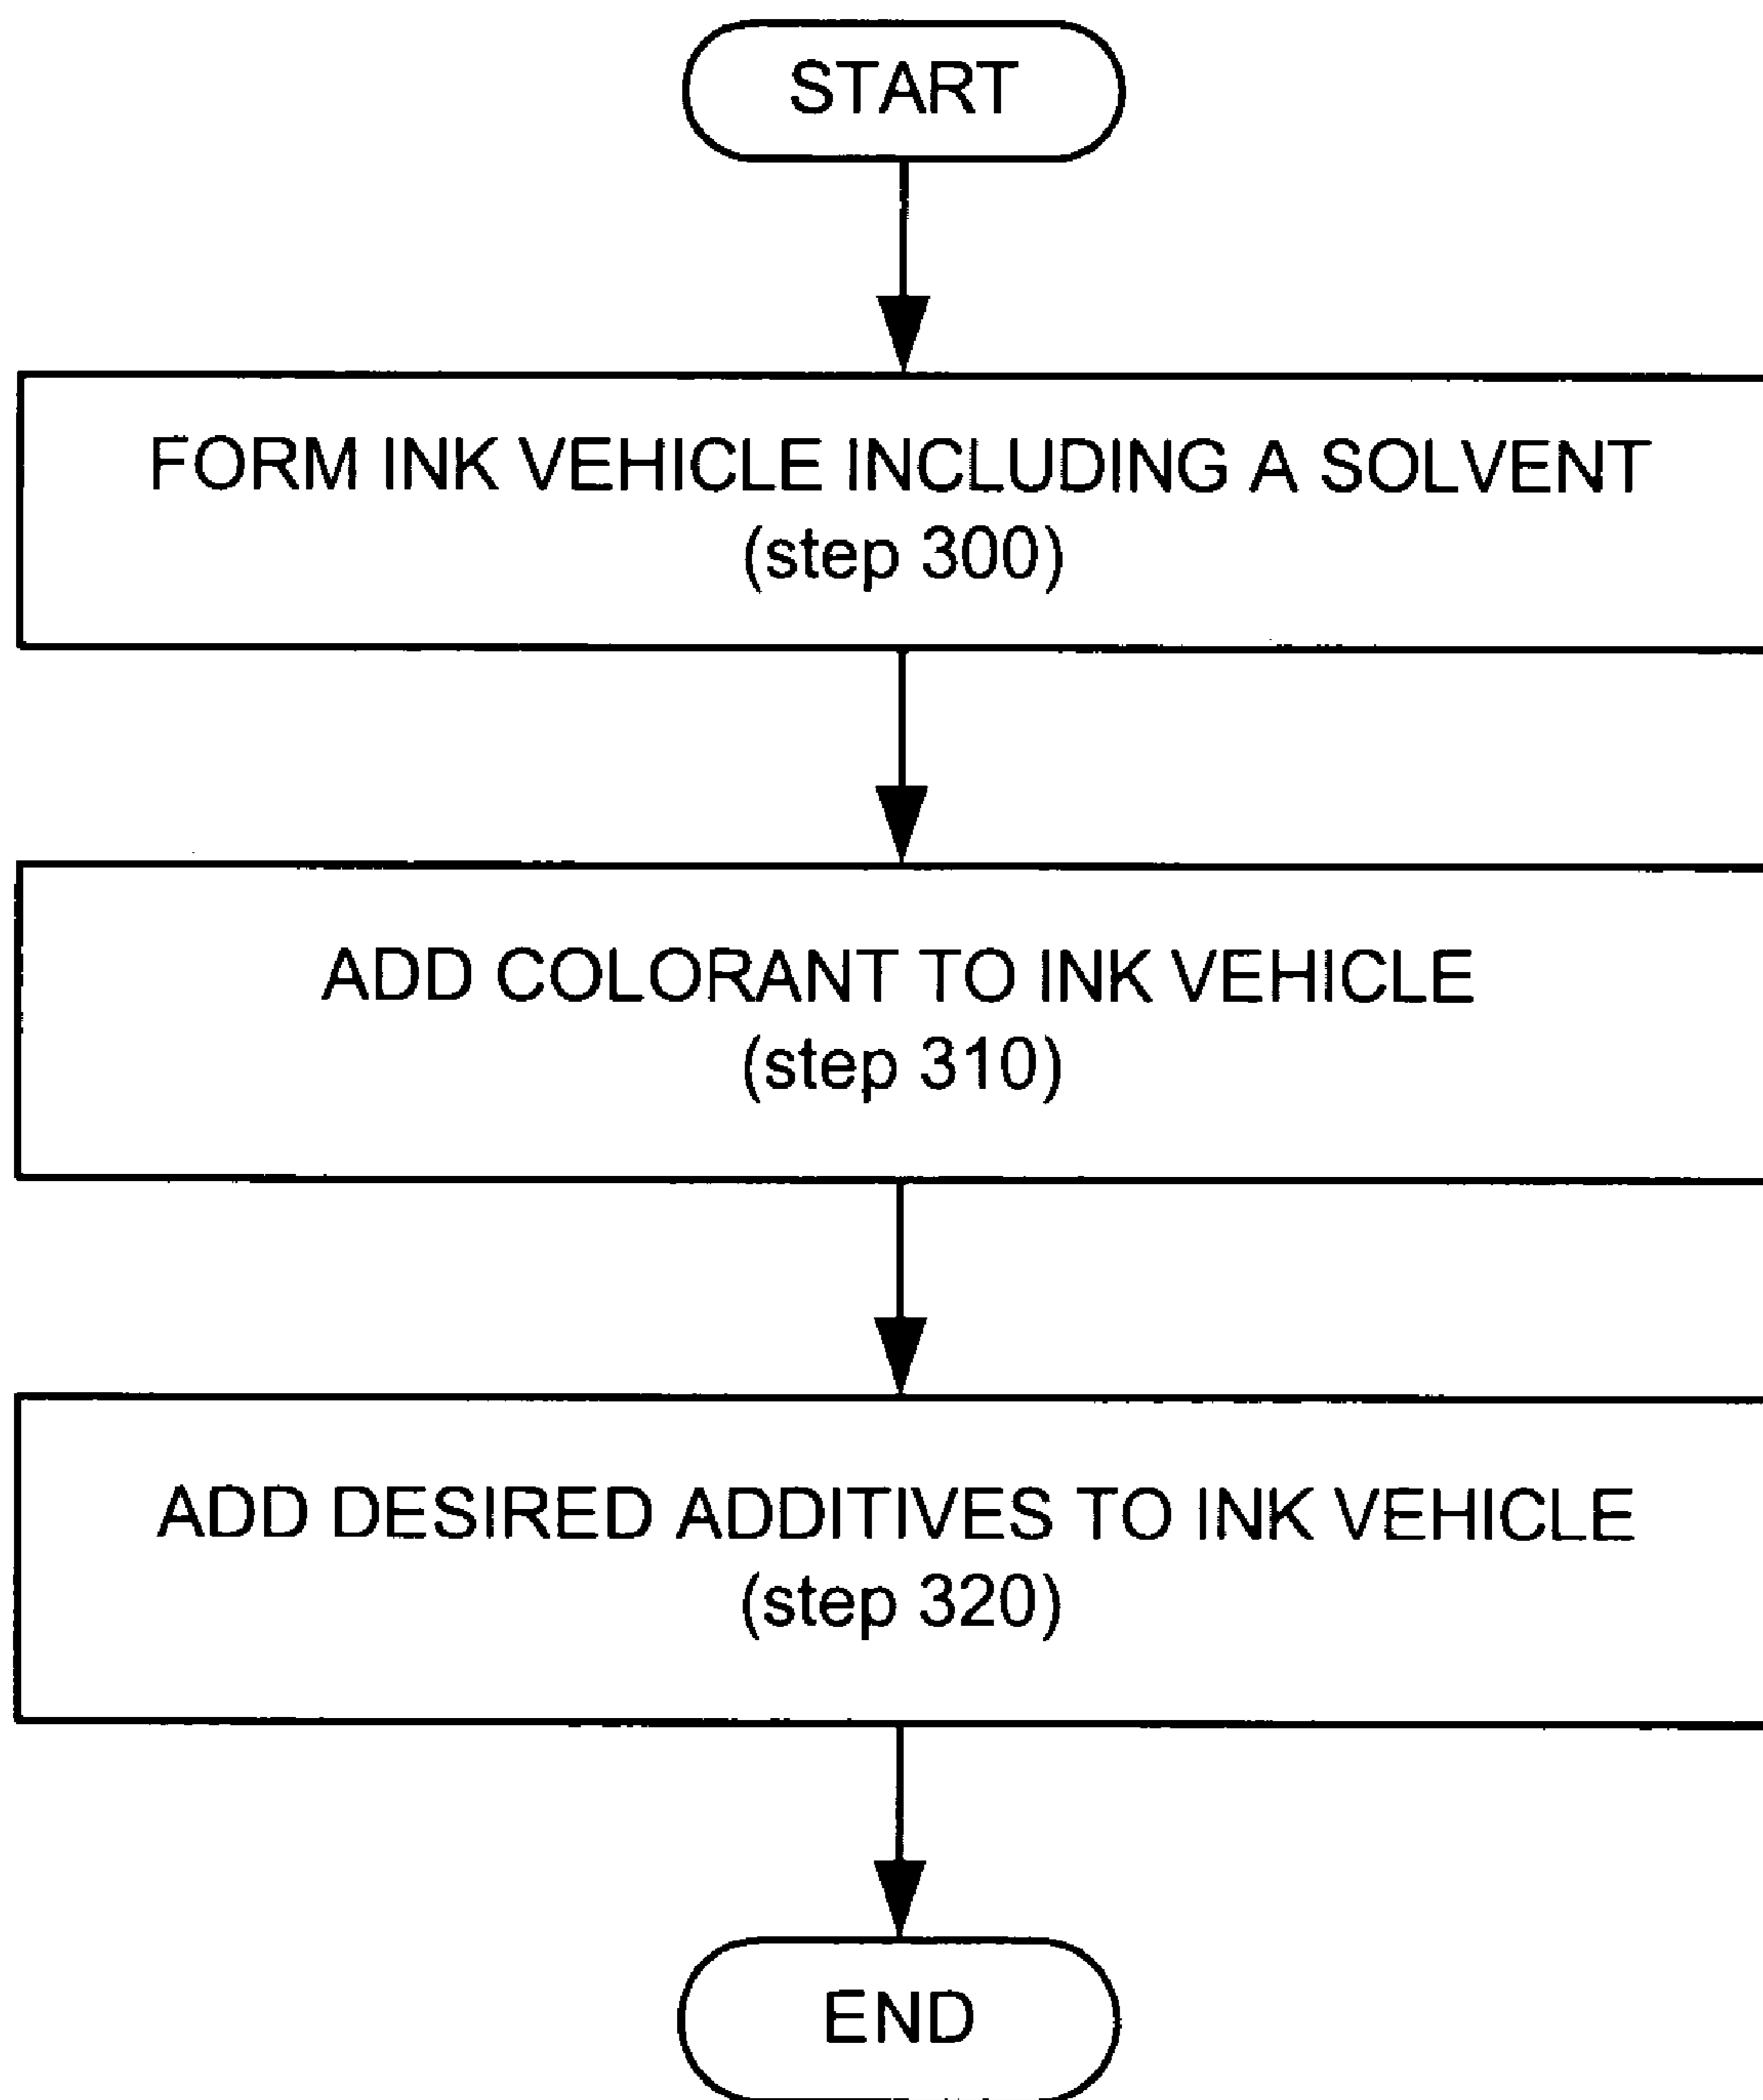 START
FORM INK VEHICLE INCLUDING A SOLVENT
(step 300)
ADD COLORANT TO INK VEHICLE
(step 310)
ADD DESIRED ADDITIVES TO INK VEHICLE
(step 320)
END